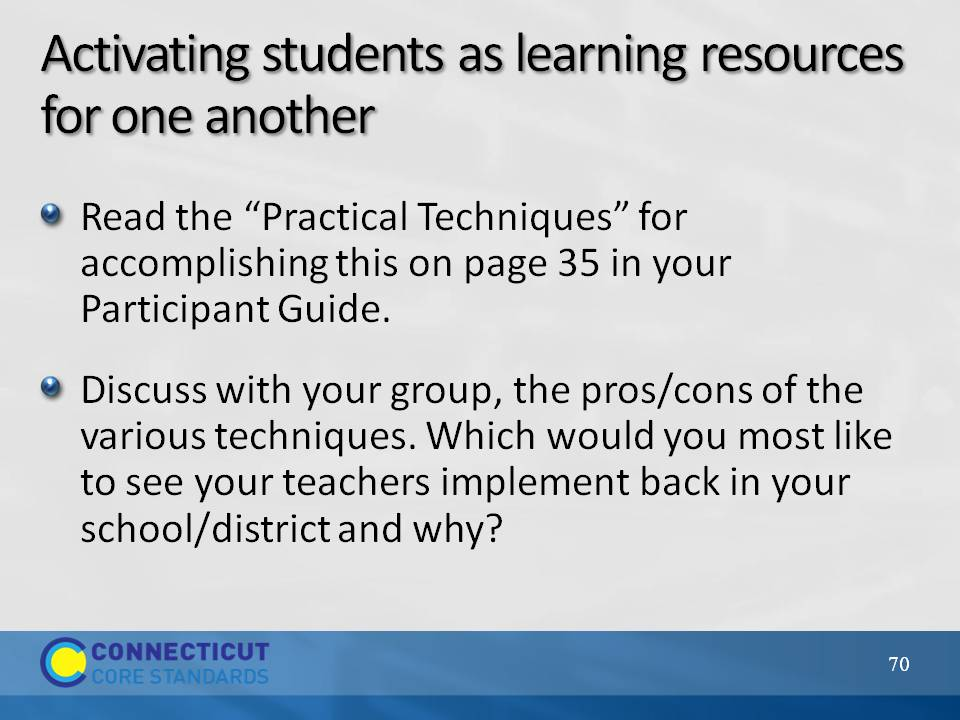 Activating students as learning resources
for one another
Read the “Practical Techniques” for
accomplishing this on page 35 in your
Participant Guide.
Discuss with your group, the pros/cons of the
various techniques. Which would you most like
to see your teachers implement back in your
school/district and why?
CONNECTICUT
CORE STANDARDS
70